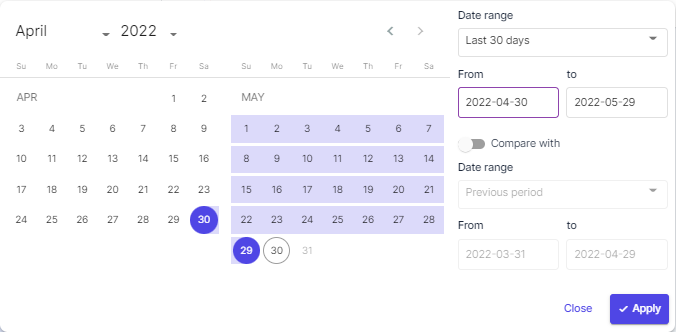 April 2022
Su Mo Tu We Th Fr Sa
APR 1 2
3 4 5 6 7 8 9
10 11 12 13 14 15 16
17 18 19 20 21 22 23
24 25 26 27 28 29 30
Su Mo Tu We Th Fr Sa
MAY
1 2 3 4 5 6 7
8 9 10 11 12 13 14
15 16 17 18 19 20 21
22 23 24 25 26 27 28
29 30 31
Date range
Last 30 days
From to
2022-04-30 2022-05-29
Compare with
Date range
Previous period
From to
2022-03-31 2022-04-29
Close Apply